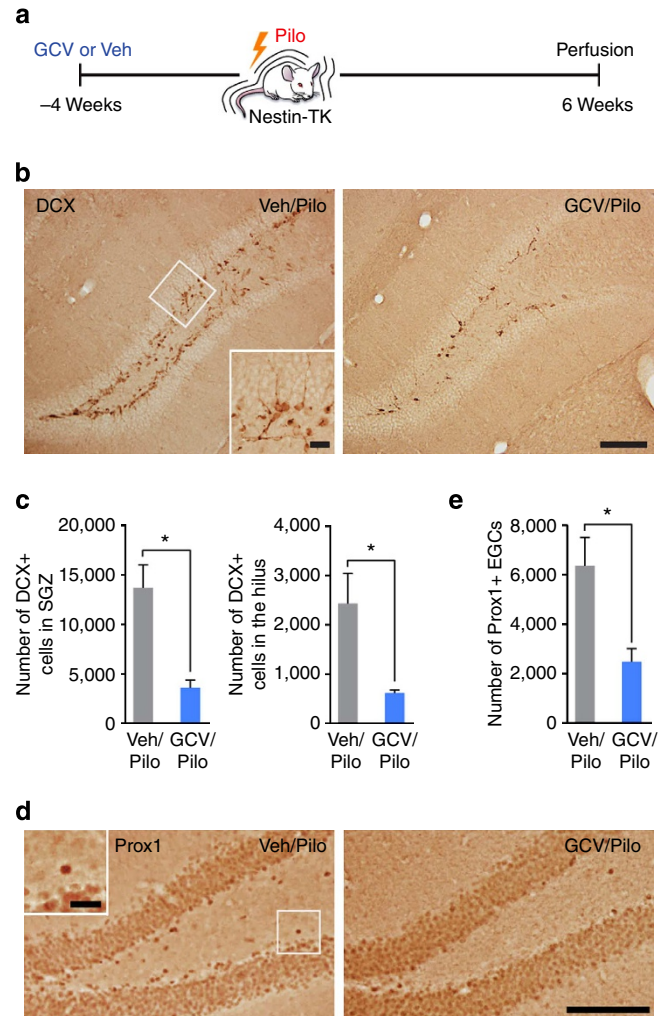 a
GCV or Veh
Pilo
Perfusion
–4 Weeks
Nestin-TK
6 Weeks
b
DCX
Veh/Pilo
GCV/Pilo
c
Number of DCX+
cells in SGZ
20,000
15,000
10,000
5,000
0
*
Veh/
Pilo
GCV/
Pilo
Number of DCX+
cells in the hilus
4,000
3,000
2,000
1,000
0
*
Veh/
Pilo
GCV/
Pilo
e
Number of Prox1+ EGCs
8,000
6,000
4,000
2,000
0
*
Veh/
Pilo
GCV/
Pilo
d
Prox1
Veh/Pilo
GCV/Pilo